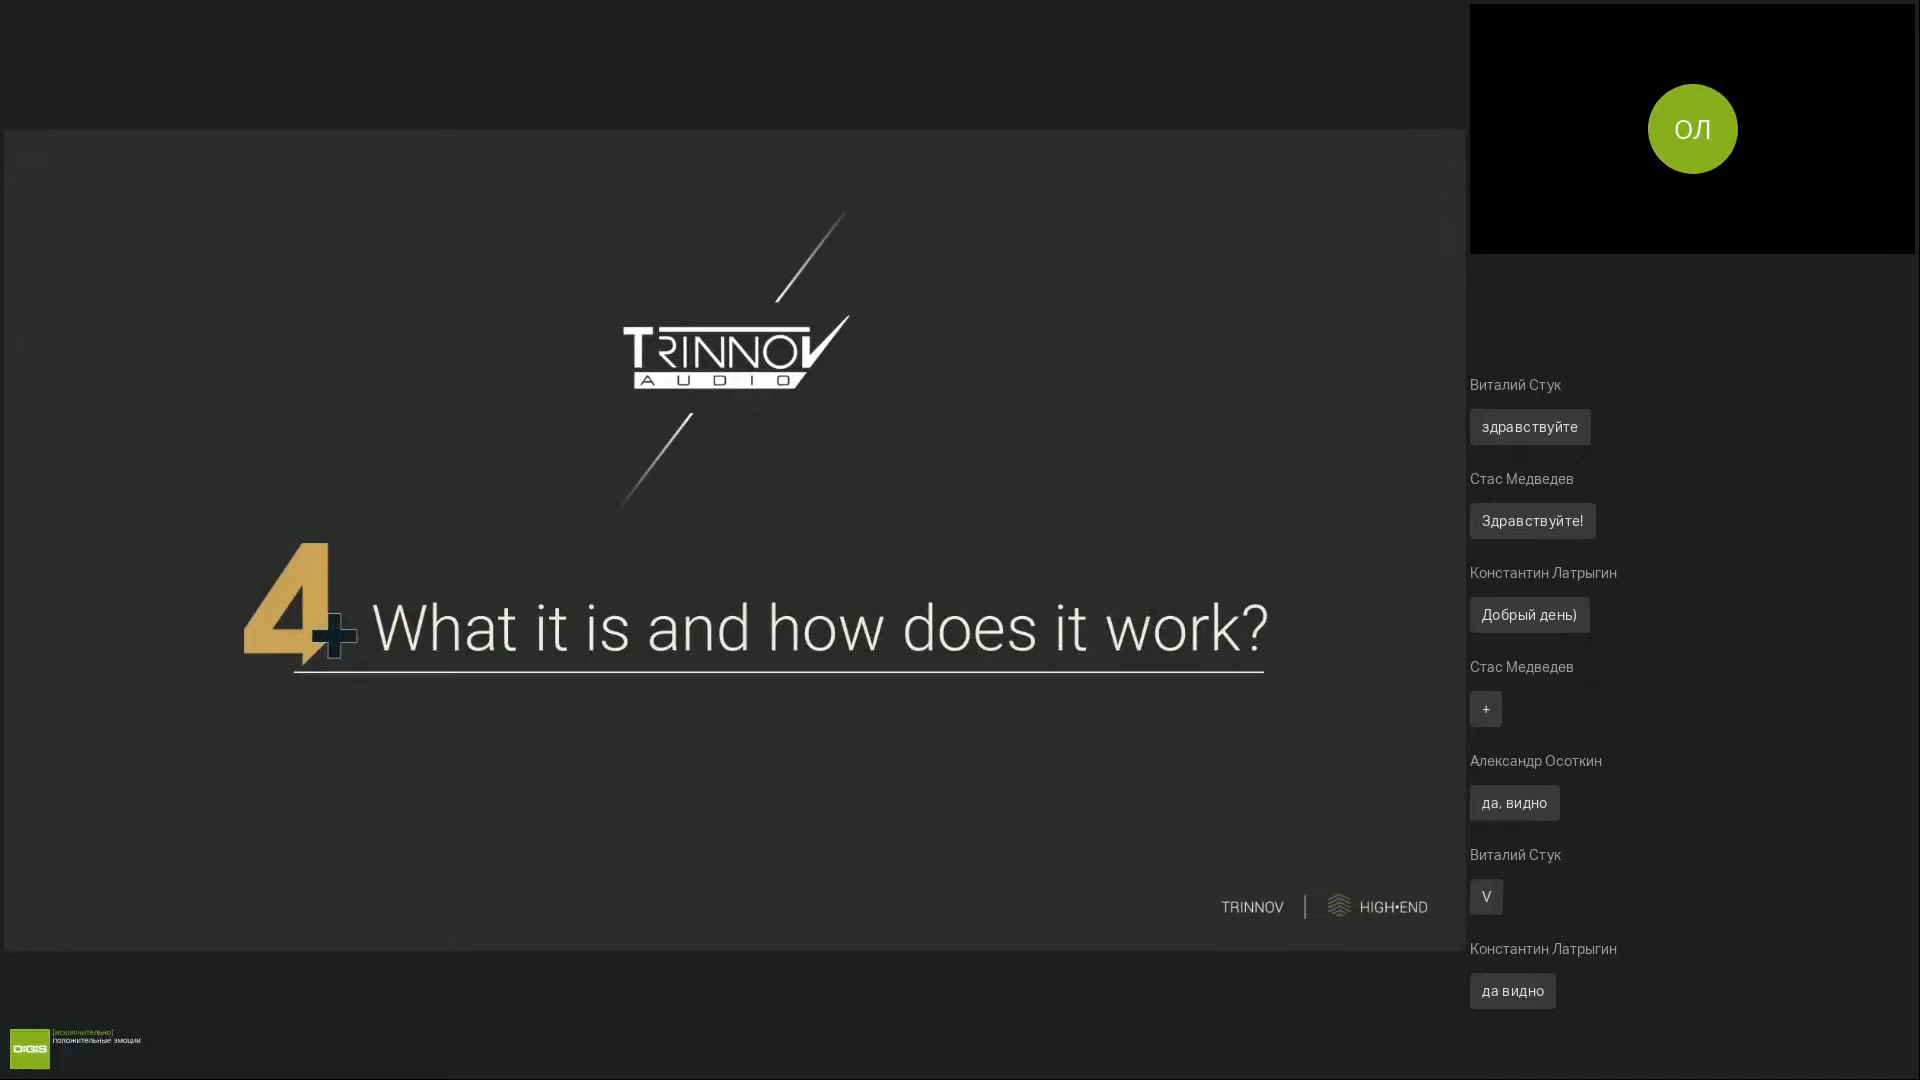 TRINNOV
AUDIO
4+ What it is and how does it work?
TRINNOV | HIGH•END
ОЛ
Виталий Стук
здравствуйте
Стас Медведев
Здравствуйте!
Константин Латрыгин
Добрый день)
Стас Медведев
+
Александр Осоткин
да, видно
Виталий Стук
V
Константин Латрыгин
да видно
DIGIS
[исключительно]
положительные эмоции